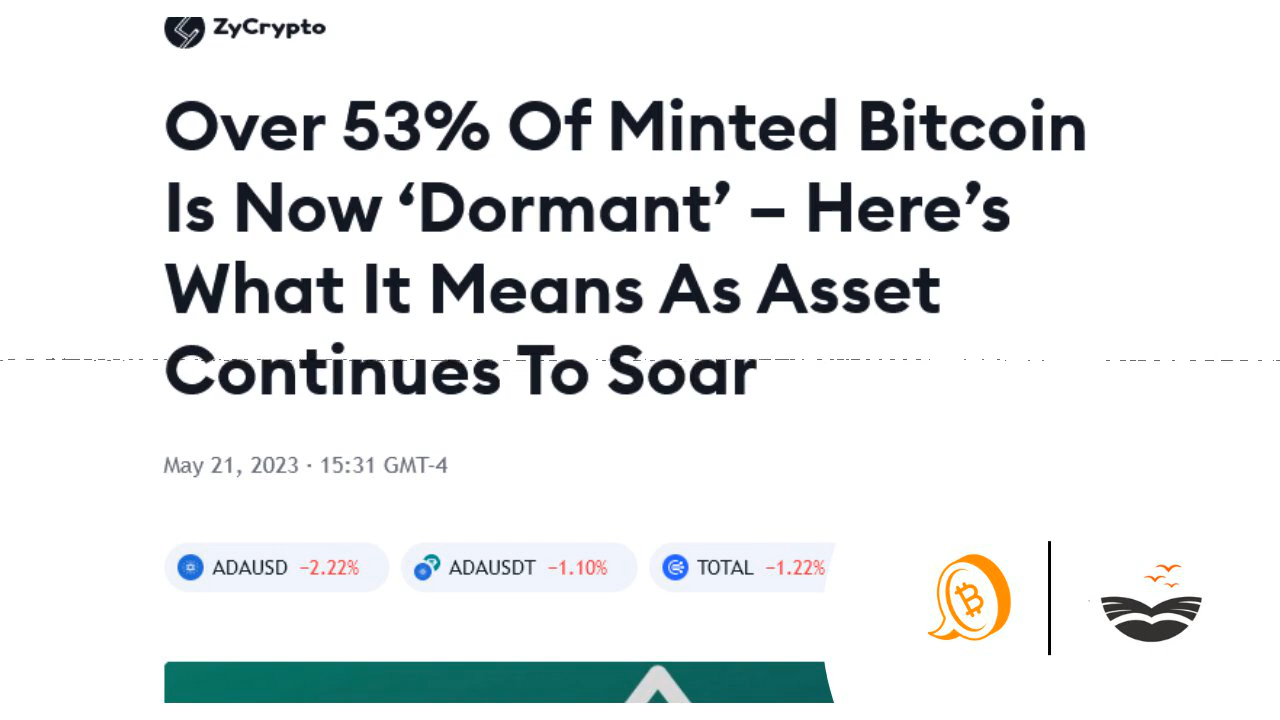 ZyCrypto
Over 53% Of Minted Bitcoin
Is Now ‘Dormant’ – Here’s
What It Means As Asset
Continues To Soar
May 21, 2023 · 15:31 GMT-4
ADAUSD −2.22% ADAUSDT −1.10% TOTAL −1.22%